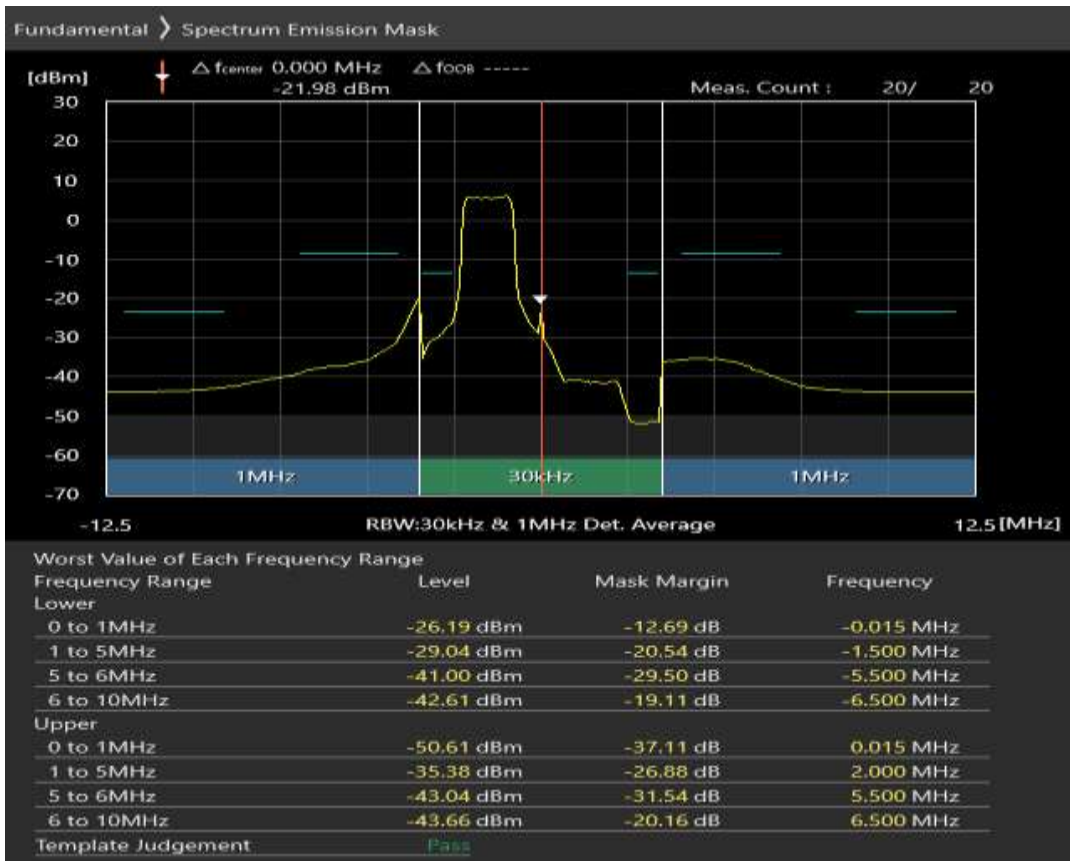 Fundamental ❭ Spectrum Emission Mask
△ fcenter 0.000 MHz △ fOOB -----
[dBm] -21.98 dBm Meas. Count : 20/ 20
30
20
10
0
-10
-20
-30
-40
-50
-60
1MHz 30kHz 1MHz
-70
-12.5 RBW:30kHz & 1MHz Det. Average 12.5 [MHz]
Worst Value of Each Frequency Range
Frequency Range Level Mask Margin Frequency
Lower
0 to 1MHz -26.19 dBm -12.69 dB -0.015 MHz
1 to 5MHz -29.04 dBm -20.54 dB -1.500 MHz
5 to 6MHz -41.00 dBm -29.50 dB -5.500 MHz
6 to 10MHz -42.61 dBm -19.11 dB -6.500 MHz
Upper
0 to 1MHz -50.61 dBm -37.11 dB 0.015 MHz
1 to 5MHz -35.38 dBm -26.88 dB 2.000 MHz
5 to 6MHz -43.04 dBm -31.54 dB 5.500 MHz
6 to 10MHz -43.66 dBm -20.16 dB 6.500 MHz
Template Judgement Pass